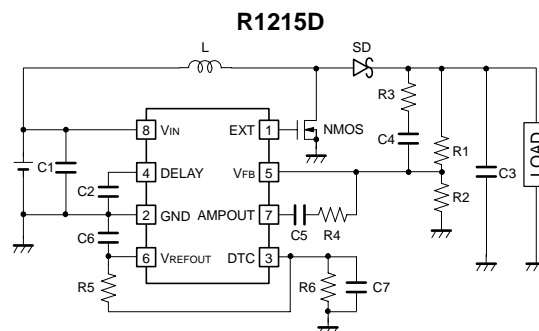 R1215D
L
SD
R3
NMOS
C4
R1
C1
8 VIN
EXT 1
C3
LOAD
4 DELAY
VFB 5
C2
R2
2 GND
AMPOUT 7
C5
R4
C6
6 VREFOUT
DTC 3
R5
R6
C7